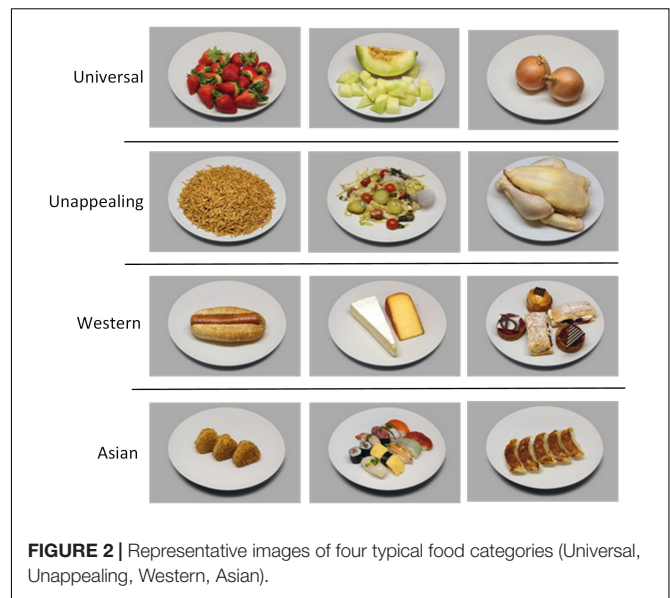 Universal
Unappealing
Western
Asian
FIGURE 2 | Representative images of four typical food categories (Universal,
Unappealing, Western, Asian).